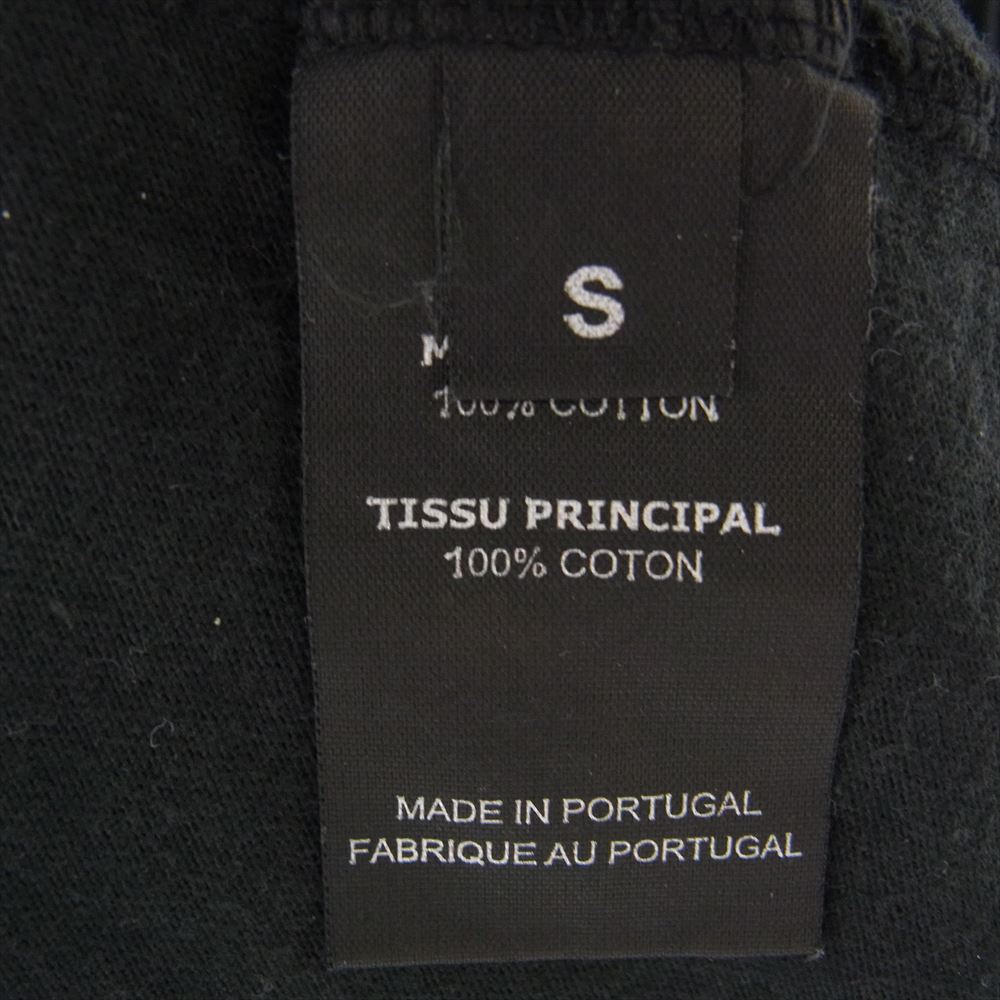 S
100% COTTON
TISSU PRINCIPAL
100% COTON
MADE IN PORTUGAL
FABRIQUE AU PORTUGAL